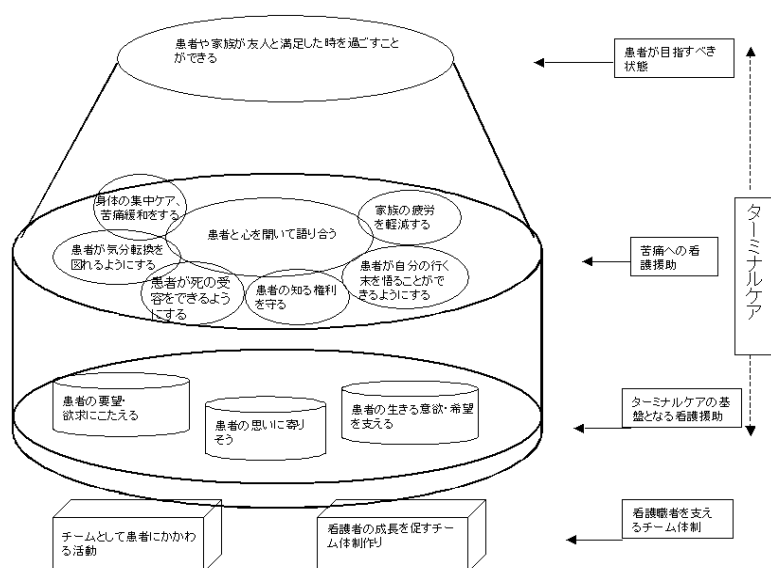 患者や家族が友人と満足した時を過ごすこと
ができる
患者が目指すべき
状態
身体の集中ケア、
苦痛緩和をする
患者と心を開いて語り合う
家族の疲労
を軽減する
患者が気分転換を
図れるようにする
患者が死の受
容をできるよう
にする
患者の知る権利
を守る
患者が自分の行く
末を悟ることがで
きるようにする
苦痛への看
護援助
ターミナルケア
患者の要望・
欲求にこたえる
患者の思いに寄り
そう
患者の生きる意欲・希望
を支える
ターミナルケアの基
盤となる看護援助
チームとして患者にかかわ
る活動
看護者の成長を促すチー
ム体制作り
看護職者を支え
るチーム体制